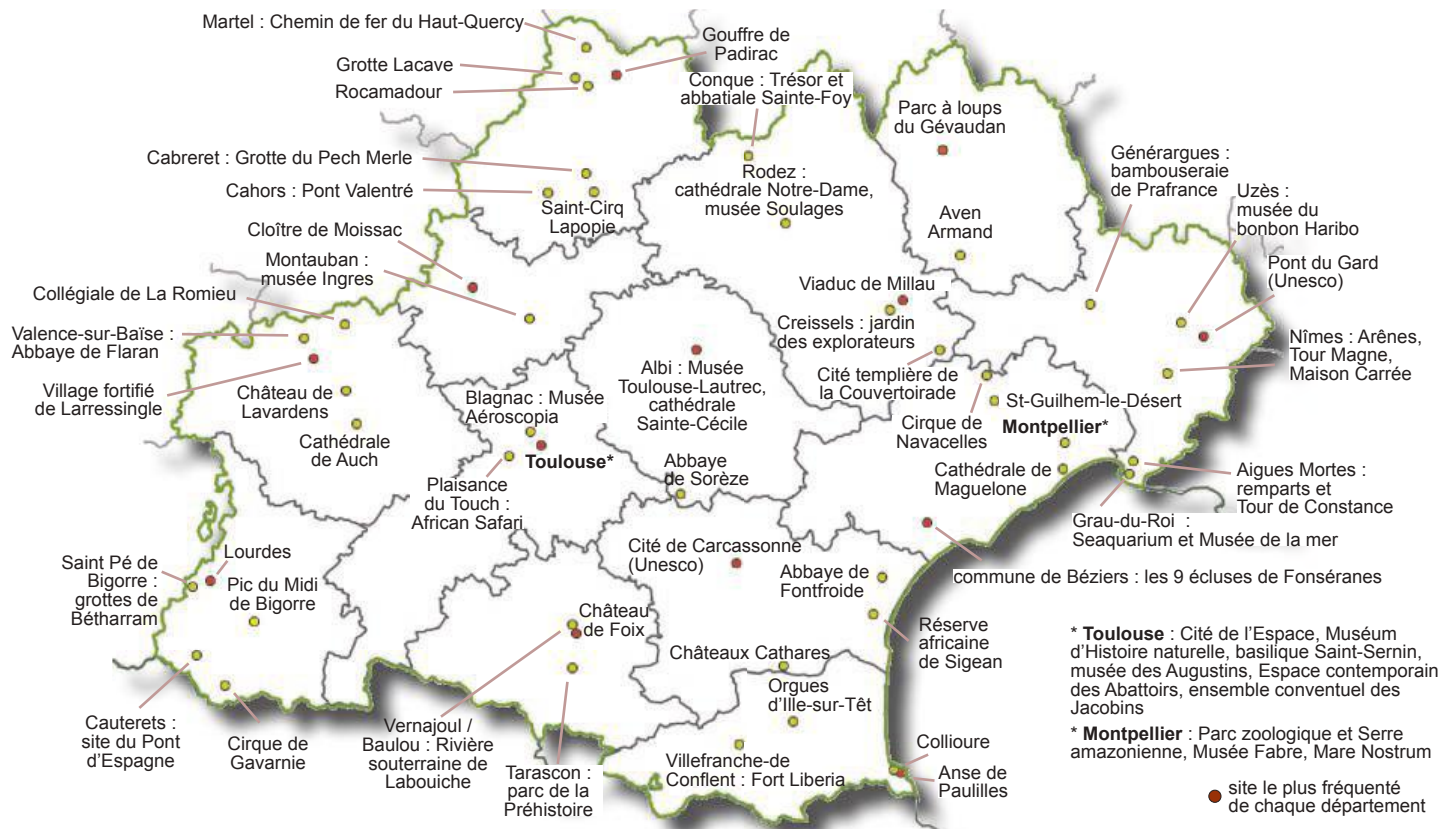 Martel : Chemin de fer du Haut-Quercy
Gouffre de
Padirac
Grotte Lacave
Rocamadour
Conque : Trésor et
abbatiale Sainte-Foy
Parc à loups
du Gévaudan
Cabreret : Grotte du Pech Merle
Cahors : Pont Valentré
Saint-Cirq
Lapopie
Rodez :
cathédrale Notre-Dame,
musée Soulages
Générargues :
bambouseraie
de Prafrance
Uzès :
musée du
bonbon Haribo
Aven
Armand
Cloître de Moissac
Montauban :
musée Ingres
Pont du Gard
(Unesco)
Collégiale de La Romieu
Viaduc de Millau
Creissels : jardin
des explorateurs
Valence-sur-Baïse :
Abbaye de Flaran
Nîmes : Arênes,
Tour Magne,
Maison Carrée
Village fortifié
de Larressingle
Château de
Lavardens
Blagnac : Musée
Aéroscopia
Albi : Musée
Toulouse-Lautrec,
cathédrale
Sainte-Cécile
Cité templière de
la Couvertoirade
St-Guilhem-le-Désert
Cirque de
Navacelles
Montpellier*
Cathédrale
de Auch
Toulouse*
Plaisance
du Touch :
African Safari
Abbaye
de Sorèze
Cathédrale de
Maguelone
Aigues Mortes :
remparts et
Tour de Constance
Grau-du-Roi :
Seaquarium et Musée de la mer
Saint Pé de
Bigorre :
grottes de
Bétharram
Lourdes
Pic du Midi
de Bigorre
Cité de Carcassonne
(Unesco)
Abbaye de
Fontfroide
commune de Béziers : les 9 écluses de Fonséranes
Château
de Foix
Réserve
africaine
de Sigean
Châteaux Cathares
Orgues
d'Ille-sur-Têt
Cauterets :
site du Pont
d'Espagne
Cirque de
Gavarnie
Vernajoul /
Baulou : Rivière
souterraine de
Labouiche
Tarascon :
parc de la
Préhistoire
Villefranche-de
Conflent : Fort Liberia
Collioure
Anse de
Paulilles
* Toulouse : Cité de l'Espace, Muséum
d'Histoire naturelle, basilique Saint-Sernin,
musée des Augustins, Espace contemporain
des Abattoirs, ensemble conventuel des
Jacobins
* Montpellier : Parc zoologique et Serre
amazonienne, Musée Fabre, Mare Nostrum
site le plus fréquenté
de chaque département